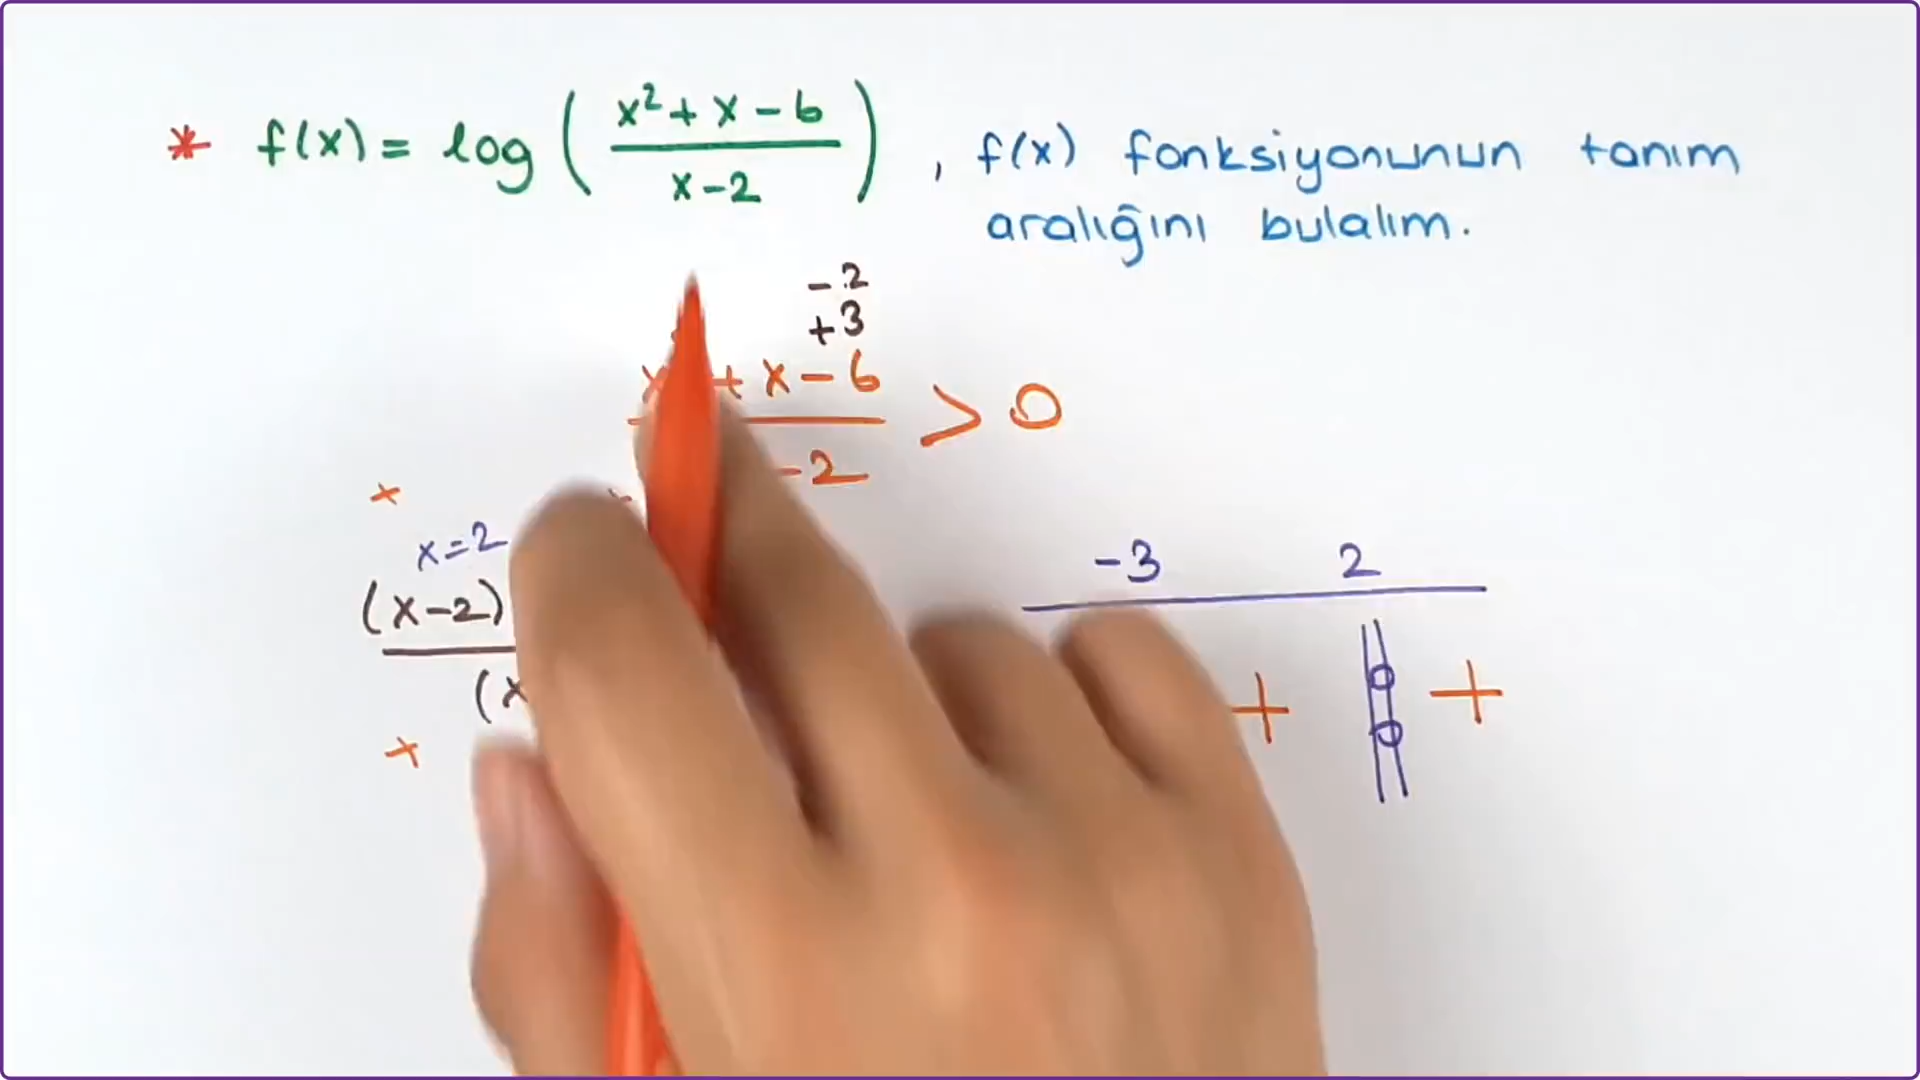 * f(x) = log ( x² + x - 6 / x - 2 ) , f(x) fonksiyonunun tanım
aralığını bulalım.
-2
+3
+ x - 6 > 0
-2
+ 
x=2
-3 2
(x-2)
(x
+ +
+